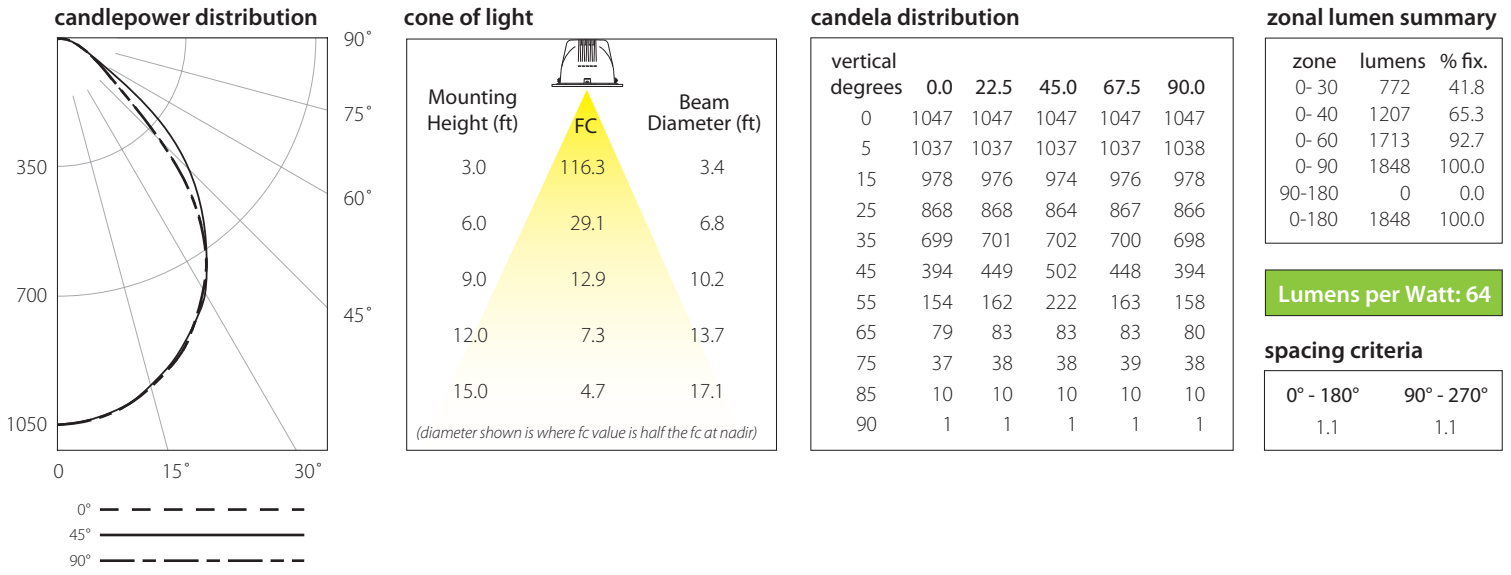 candlepower distribution
90˚
75˚
60˚
45˚
350
700
1050
0 15˚ 30˚
0°
45°
90°
cone of light
Mounting
Height (ft)
FC
Beam
Diameter (ft)
3.0 116.3 3.4
6.0 29.1 6.8
9.0 12.9 10.2
12.0 7.3 13.7
15.0 4.7 17.1
(diameter shown is where fc value is half the fc at nadir)
candela distribution
vertical
degrees 0.0 22.5 45.0 67.5 90.0
0 1047 1047 1047 1047 1047
5 1037 1037 1037 1037 1038
15 978 976 974 976 978
25 868 868 864 867 866
35 699 701 702 700 698
45 394 449 502 448 394
55 154 162 222 163 158
65 79 83 83 83 80
75 37 38 38 39 38
85 10 10 10 10 10
90 1 1 1 1 1
zonal lumen summary
zone lumens % fix.
0- 30 772 41.8
0- 40 1207 65.3
0- 60 1713 92.7
0- 90 1848 100.0
90-180 0 0.0
0-180 1848 100.0
Lumens per Watt: 64
spacing criteria
0° - 180° 90° - 270°
1.1 1.1